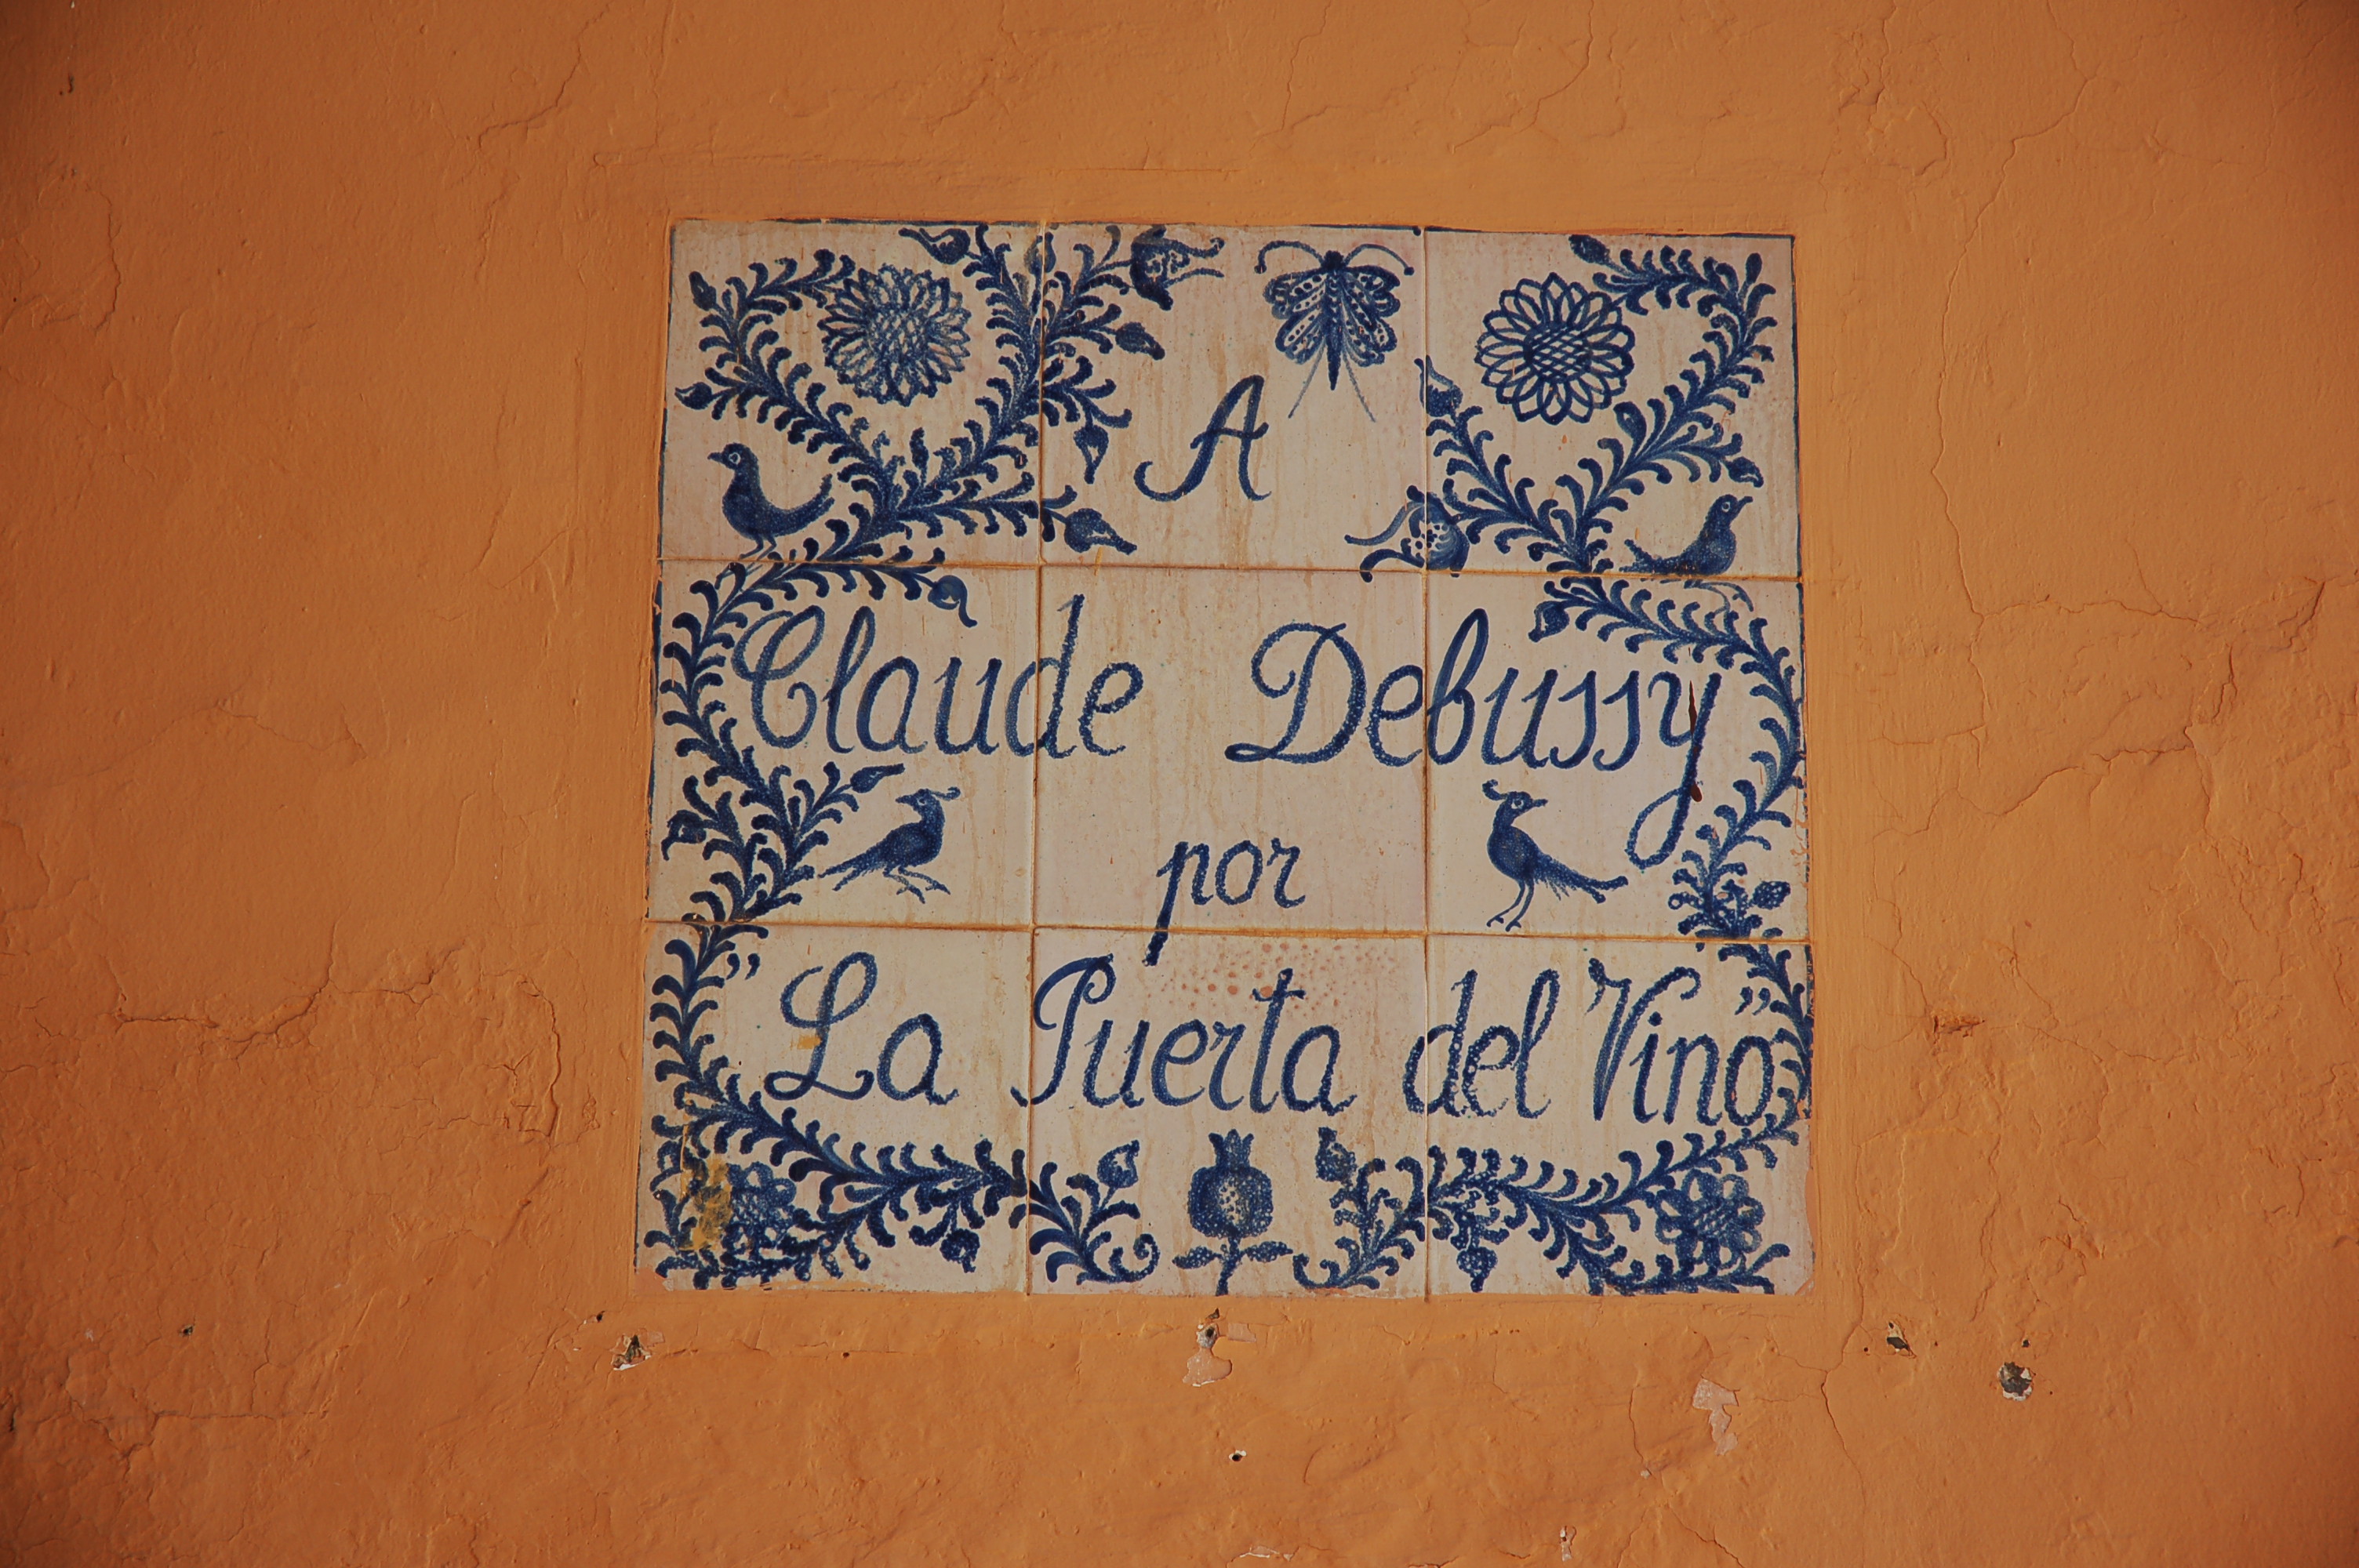 A
Claude Debussy
por
”La Puerta del Vino”